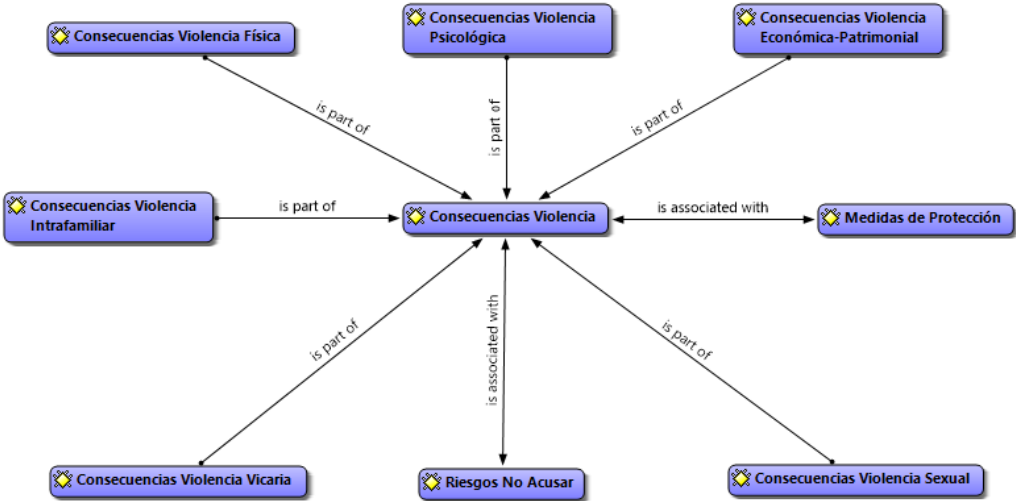 Consecuencias Violencia Física
Consecuencias Violencia
Psicológica
Consecuencias Violencia
Económica-Patrimonial
is part of
is part of
is part of
Consecuencias Violencia
Intrafamiliar
is part of
Consecuencias Violencia
is associated with
Medidas de Protección
is part of
is associated with
is part of
Consecuencias Violencia Vicaria
Riesgos No Acusar
Consecuencias Violencia Sexual